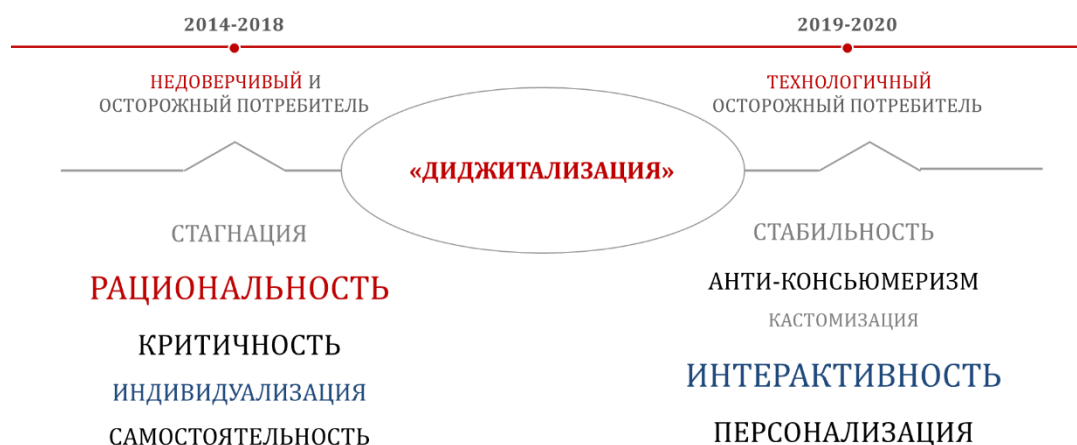 2014-2018
НЕДОВЕРЧИВЫЙ И
ОСТОРОЖНЫЙ ПОТРЕБИТЕЛЬ
СТАГНАЦИЯ
РАЦИОНАЛЬНОСТЬ
КРИТИЧНОСТЬ
ИНДИВИДУАЛИЗАЦИЯ
САМОСТОЯТЕЛЬНОСТЬ
«ДИДЖИТАЛИЗАЦИЯ»
2019-2020
ТЕХНОЛОГИЧНЫЙ
ОСТОРОЖНЫЙ ПОТРЕБИТЕЛЬ
СТАБИЛЬНОСТЬ
АНТИ-КОНСЬЮМЕРИЗМ
КАСТОМИЗАЦИЯ
ИНТЕРАКТИВНОСТЬ
ПЕРСОНАЛИЗАЦИЯ